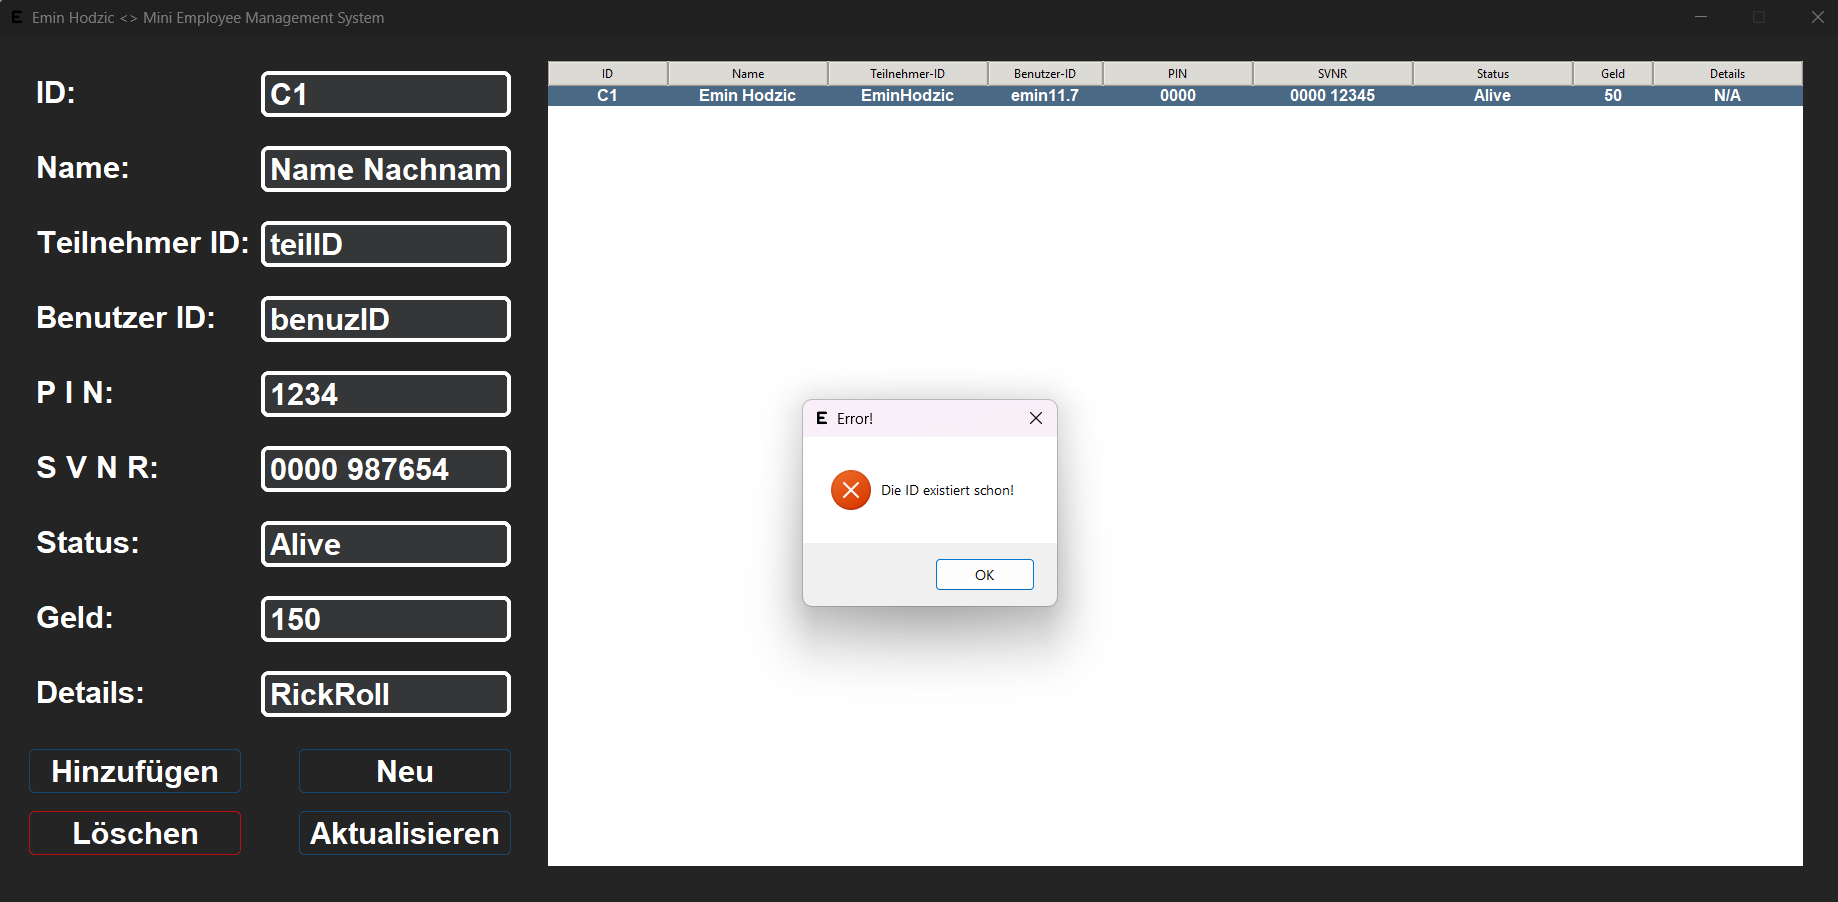 E Emin Hodzic <> Mini Employee Management System
ID: C1
Name: Name Nachnam
Teilnehmer ID: teilID
Benutzer ID: benuzID
P I N: 1234
S V N R: 0000 987654
Status: Alive
Geld: 150
Details: RickRoll
Hinzufügen Neu
Löschen Aktualisieren
ID Name Teilnehmer-ID Benutzer-ID PIN SVNR Status Geld Details
C1 Emin Hodzic EminHodzic emin11.7 0000 0000 12345 Alive 50 N/A
E Error!
Die ID existiert schon!
OK